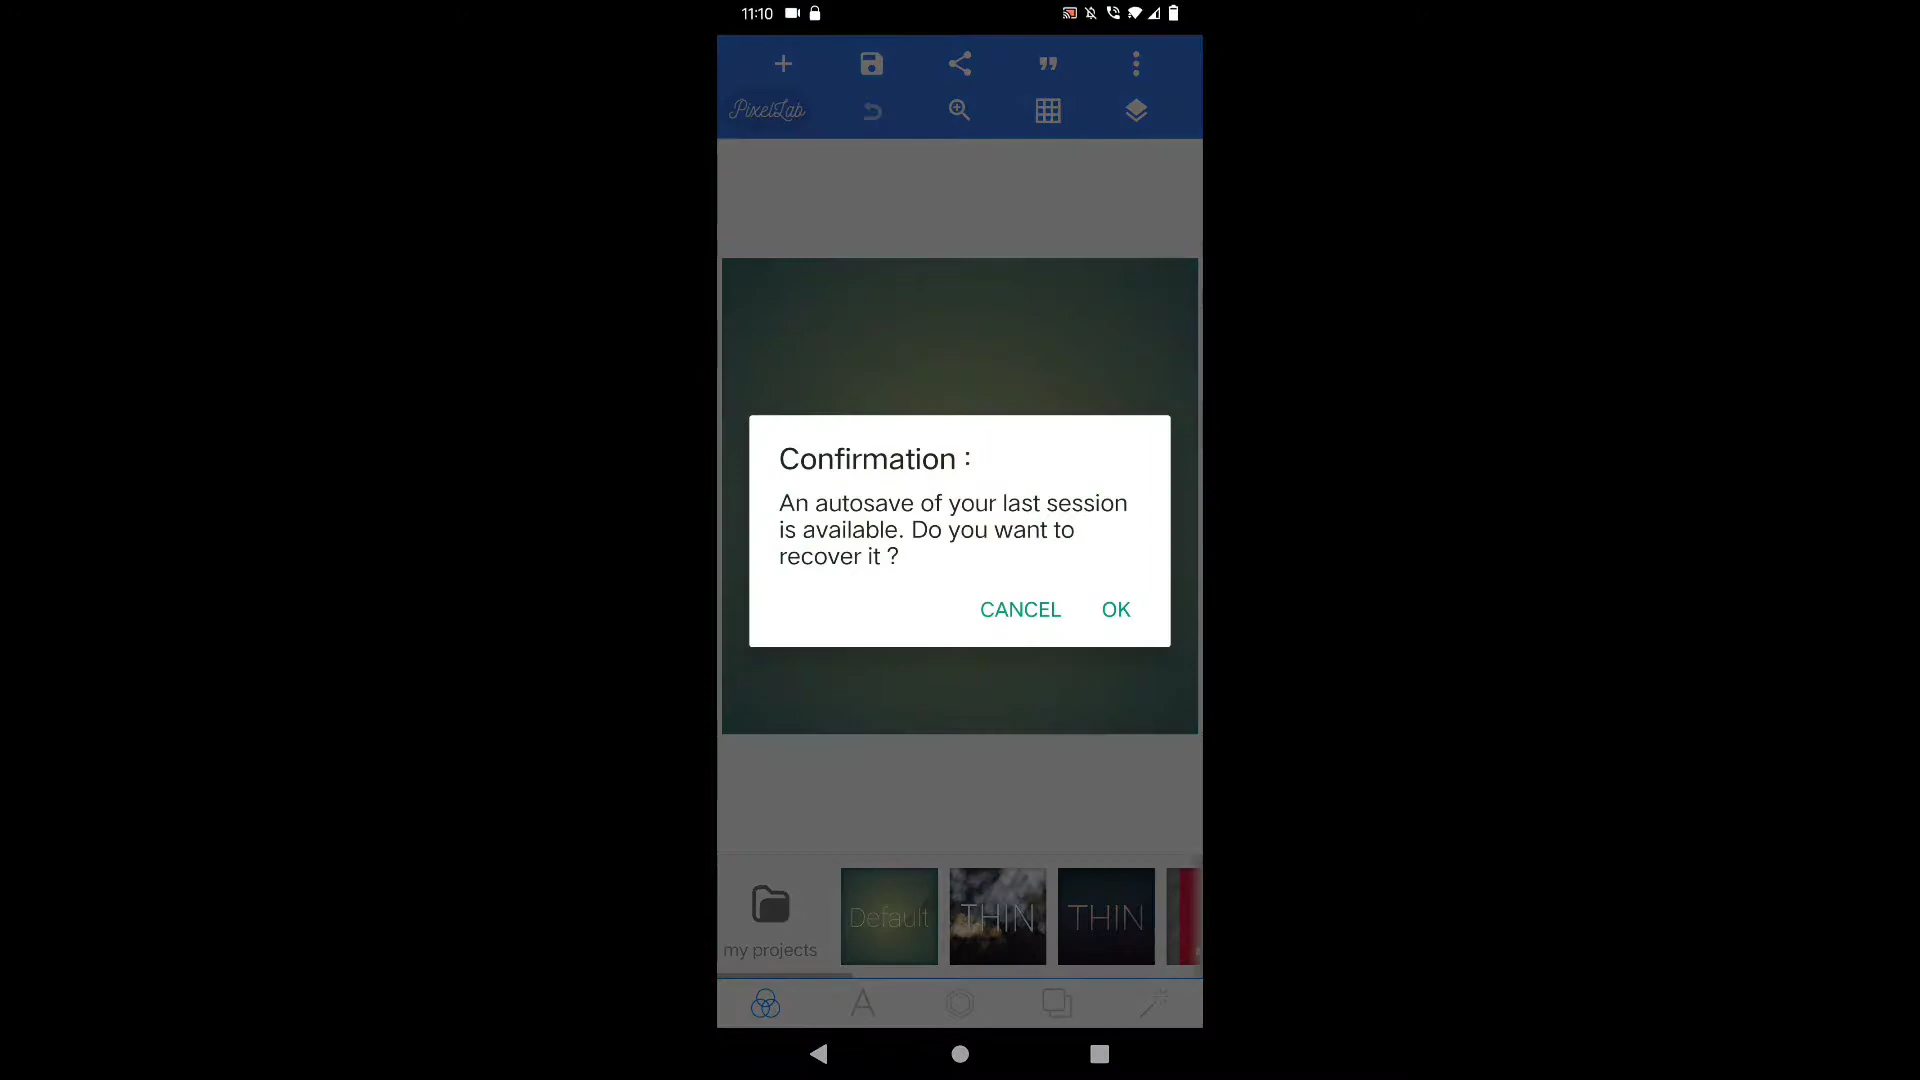 11:10
PixelLab
Confirmation :
An autosave of your last session
is available. Do you want to
recover it ?
CANCEL OK
my projects
Default
THIN
THIN